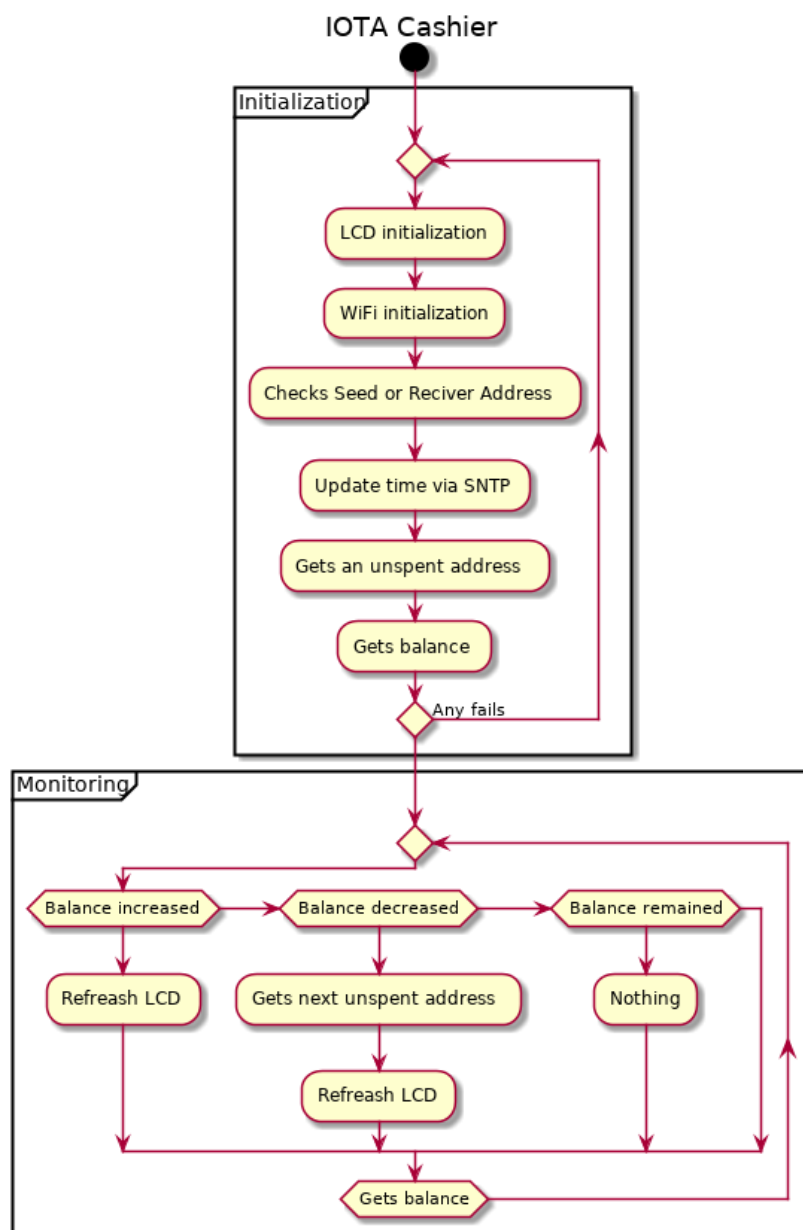 IOTA Cashier
Initialization
LCD initialization
WiFi initialization
Checks Seed or Reciver Address
Update time via SNTP
Gets an unspent address
Gets balance
Any fails
Monitoring
Balance increased
Balance decreased
Balance remained
Refreash LCD
Gets next unspent address
Nothing
Refreash LCD
Gets balance